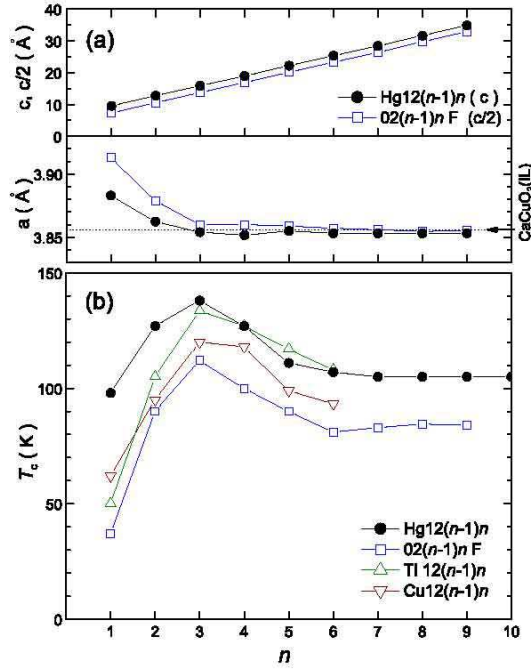 (a)
c, c/2 (Å)
40
30
20
10
0
Hg12(n-1)n (c)
02(n-1)n F (c/2)
a (Å)
3.90
3.85
CaCuO2(IL)
(b)
Tc (K)
150
100
50
0
Hg12(n-1)n
02(n-1)n F
Tl 12(n-1)n
Cu12(n-1)n
0 1 2 3 4 5 6 7 8 9 10
n